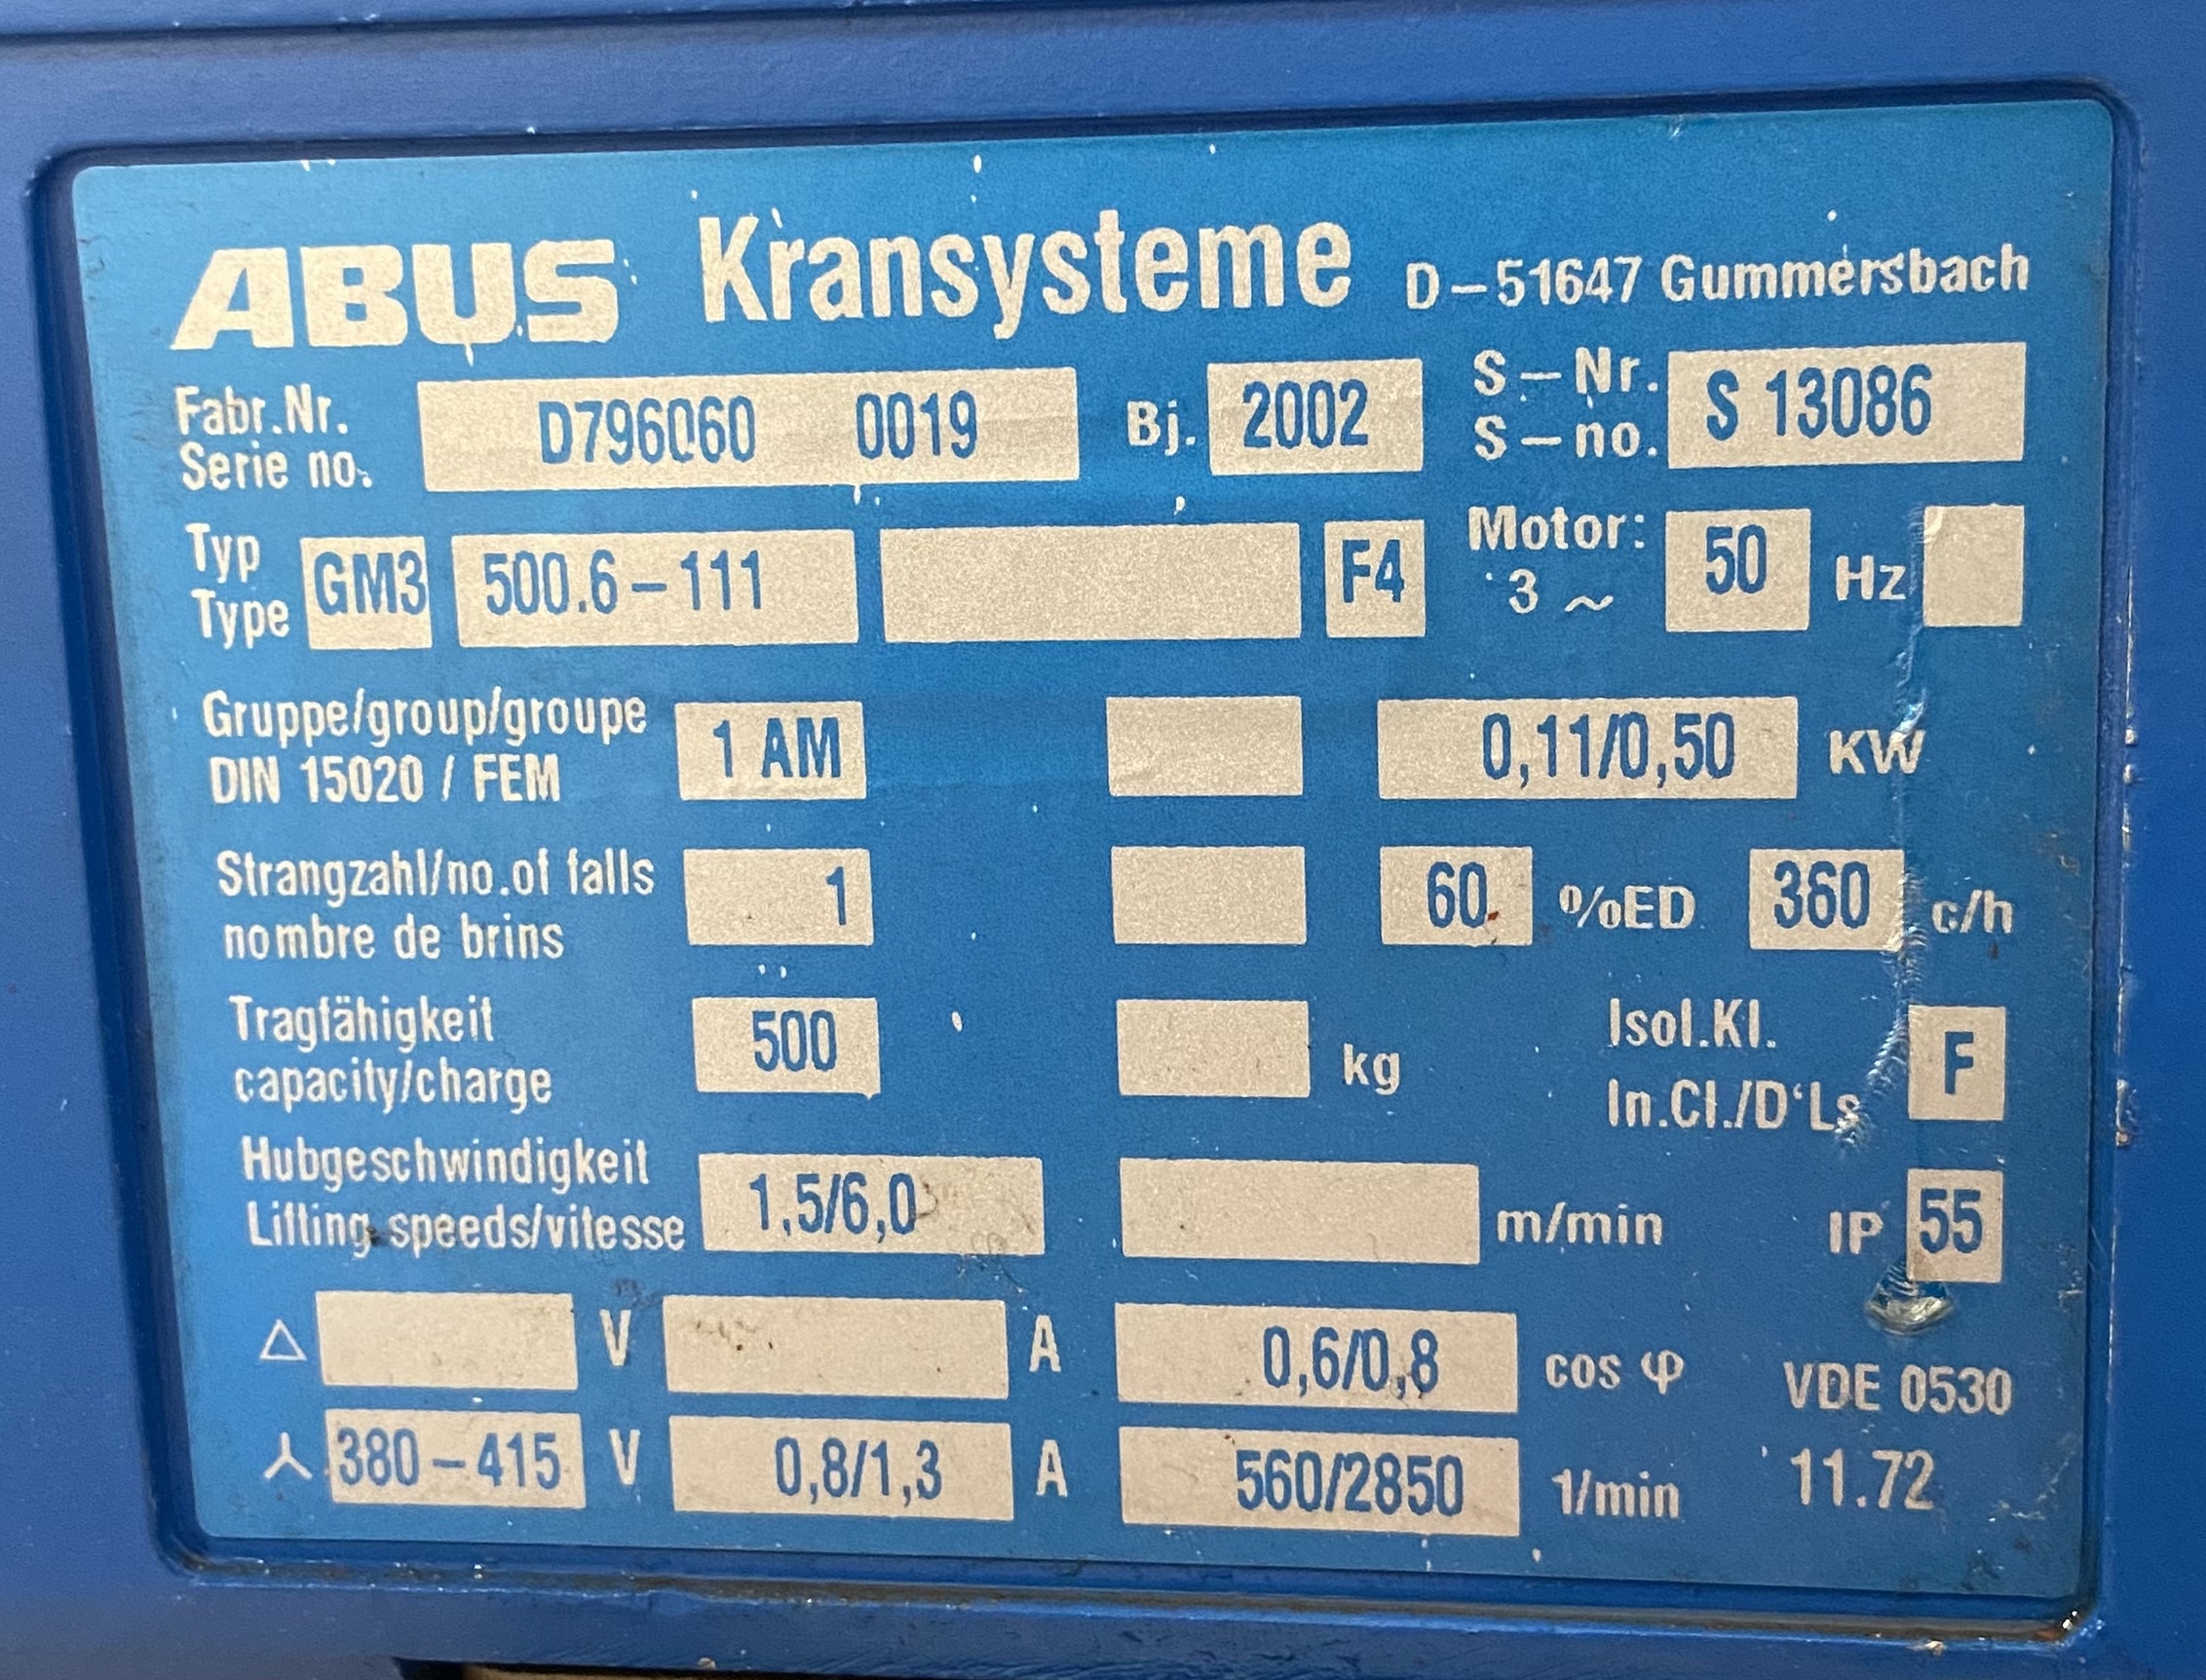 ABUS Kransysteme D-51647 Gummersbach
Fabr.Nr. Serie no. D796060 0019 Bj. 2002 S-Nr. S-no. S 13086
Typ Type GM3 500.6-111 F4 Motor: 3 ~ 50 Hz
Gruppe/group/groupe
DIN 15020 / FEM 1 AM 0,11/0,50 KW
Strangzahl/no.of falls
nombre de brins 1 60 %ED 360 c/h
Tragfähigkeit
capacity/charge 500 kg Isol.Kl. In.Cl./D‘Ls F
Hubgeschwindigkeit
Lifting speeds/vitesse 1,5/6,0 m/min IP 55
△ V A 0,6/0,8 cos φ VDE 0530
380-415 V 0,8/1,3 A 560/2850 1/min 11.72